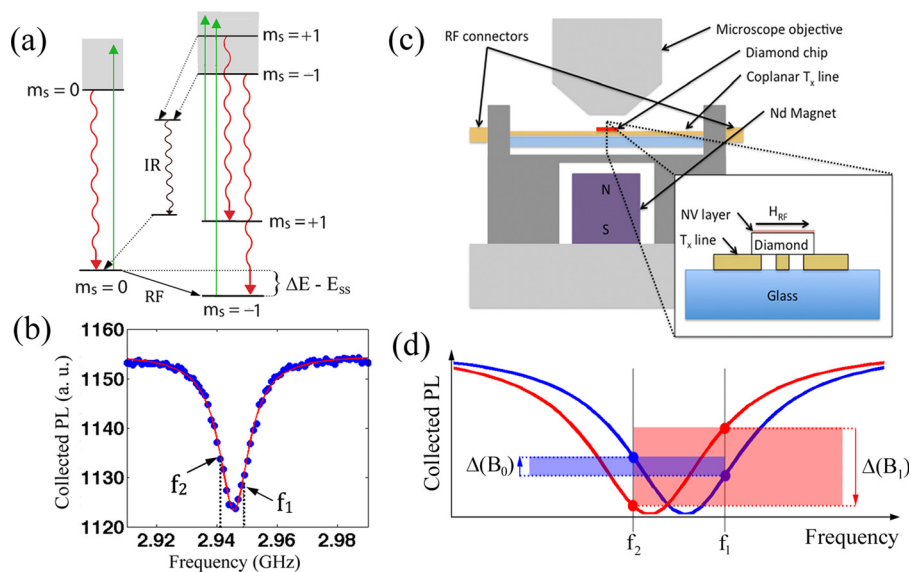 (a)
mS = +1
mS = −1
mS = 0
IR
mS = +1
mS = 0
RF
mS = −1
ΔE - ESS
(b)
1160
1150
1140
1130
1120
Collected PL (a. u.)
f2
f1
2.92
2.94
2.96
2.98
Frequency (GHz)
(c)
RF connectors
Microscope objective
Diamond chip
Coplanar Tx line
Nd Magnet
N
S
NV layer
HRF
Tx line
Diamond
Glass
(d)
Collected PL
Δ(B0)
Δ(B1)
Frequency
f2
f1